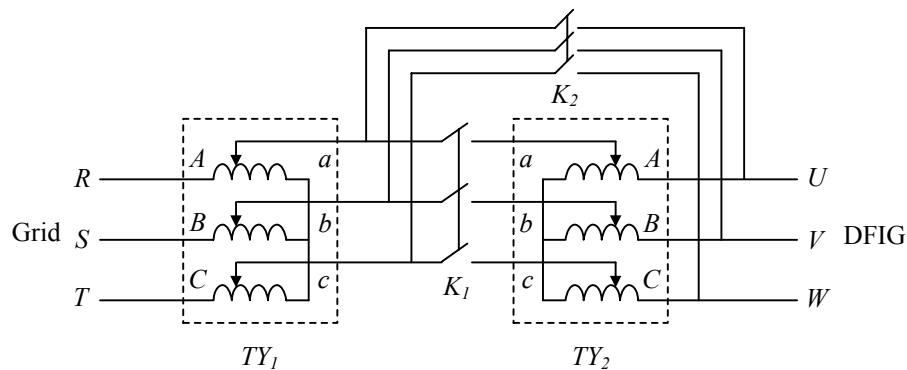 K2
A a a A
R U
B b b B
Grid S V DFIG
C c c C
T K1 W
TY1 TY2